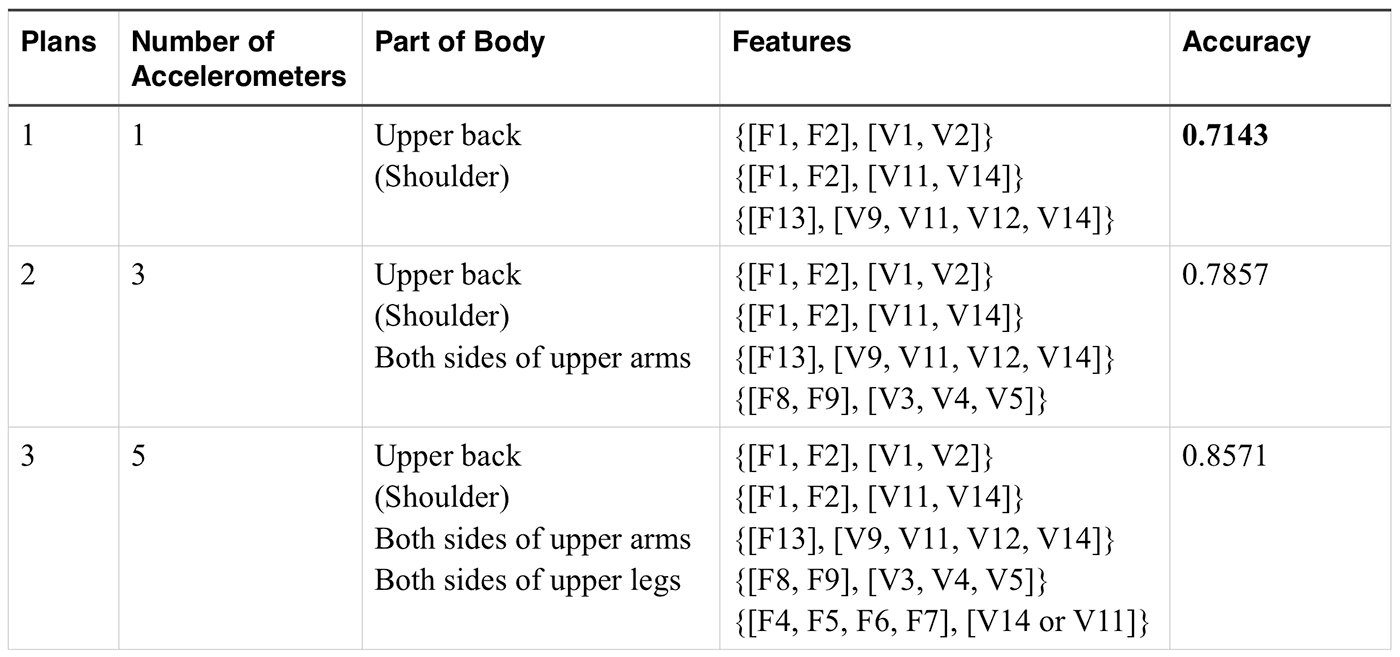 Plans Number of Accelerometers Part of Body Features Accuracy
1 1 Upper back {[F1, F2], [V1, V2]} 0.7143
(Shoulder) {[F1, F2], [V11, V14]}
{[F13], [V9, V11, V12, V14]}
2 3 Upper back {[F1, F2], [V1, V2]} 0.7857
(Shoulder) {[F1, F2], [V11, V14]}
Both sides of upper arms {[F13], [V9, V11, V12, V14]}
{[F8, F9], [V3, V4, V5]}
3 5 Upper back {[F1, F2], [V1, V2]} 0.8571
(Shoulder) {[F1, F2], [V11, V14]}
Both sides of upper arms {[F13], [V9, V11, V12, V14]}
Both sides of upper legs {[F8, F9], [V3, V4, V5]}
{[F4, F5, F6, F7], [V14 or V11]}